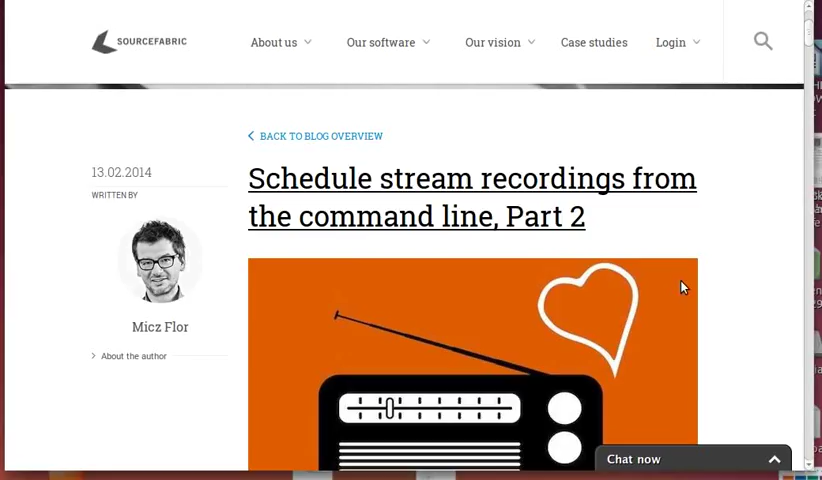 SOURCEFABRIC
About us
Our software
Our vision
Case studies
Login
BACK TO BLOG OVERVIEW
13.02.2014
WRITTEN BY
Micz Flor
About the author
Schedule stream recordings from
the command line, Part 2
Chat now